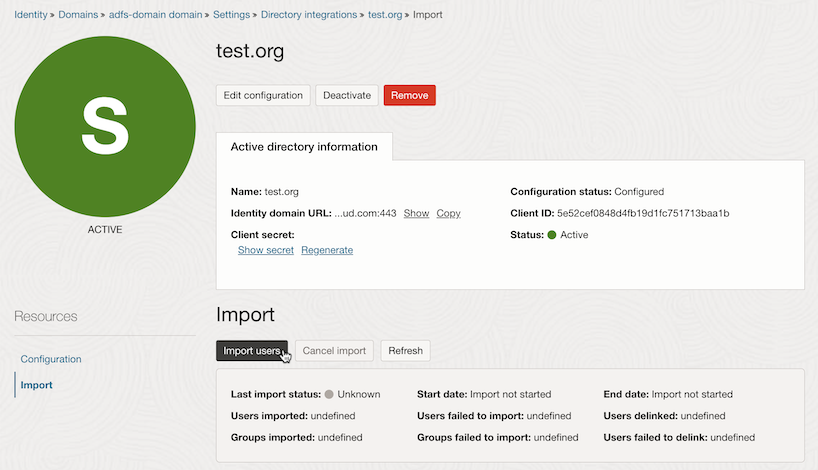 Identity » Domains » adfs-domain domain » Settings » Directory integrations » test.org » Import
S
ACTIVE
test.org
Edit configuration Deactivate Remove
Active directory information
Name: test.org Configuration status: Configured
Identity domain URL: ...ud.com:443 Show Copy Client ID: 5e52cef0848d4fb19d1fc751713baa1b
Client secret: Status: Active
Show secret Regenerate
Resources
Configuration
Import
Import
Import users Cancel import Refresh
Last import status: Unknown Start date: Import not started End date: Import not started
Users imported: undefined Users failed to import: undefined Users delinked: undefined
Groups imported: undefined Groups failed to import: undefined Users failed to delink: undefined